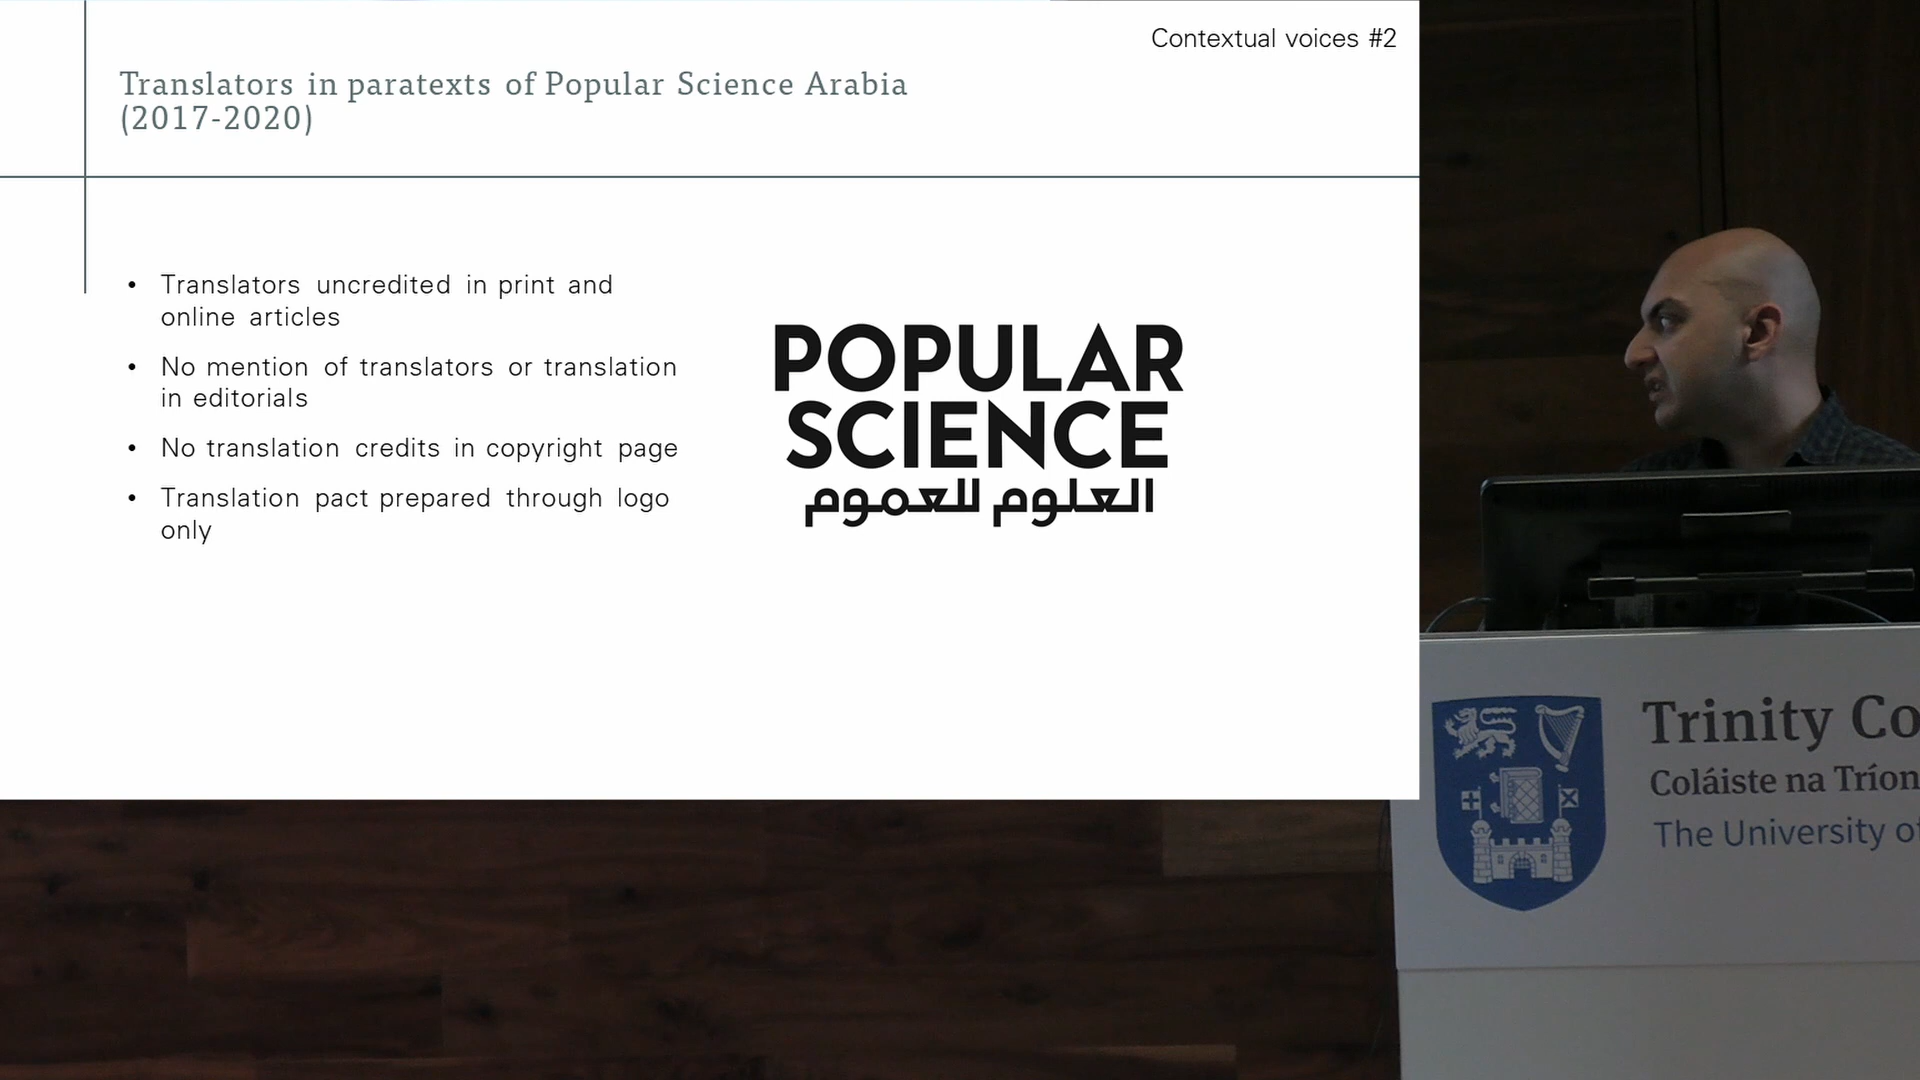 Contextual voices #2
Translators in paratexts of Popular Science Arabia
(2017-2020)
• Translators uncredited in print and
online articles
• No mention of translators or translation
in editorials
• No translation credits in copyright page
• Translation pact prepared through logo
only
POPULAR
SCIENCE
العلوم للعموم
Trinity Co
Coláiste na Tríon
The University of